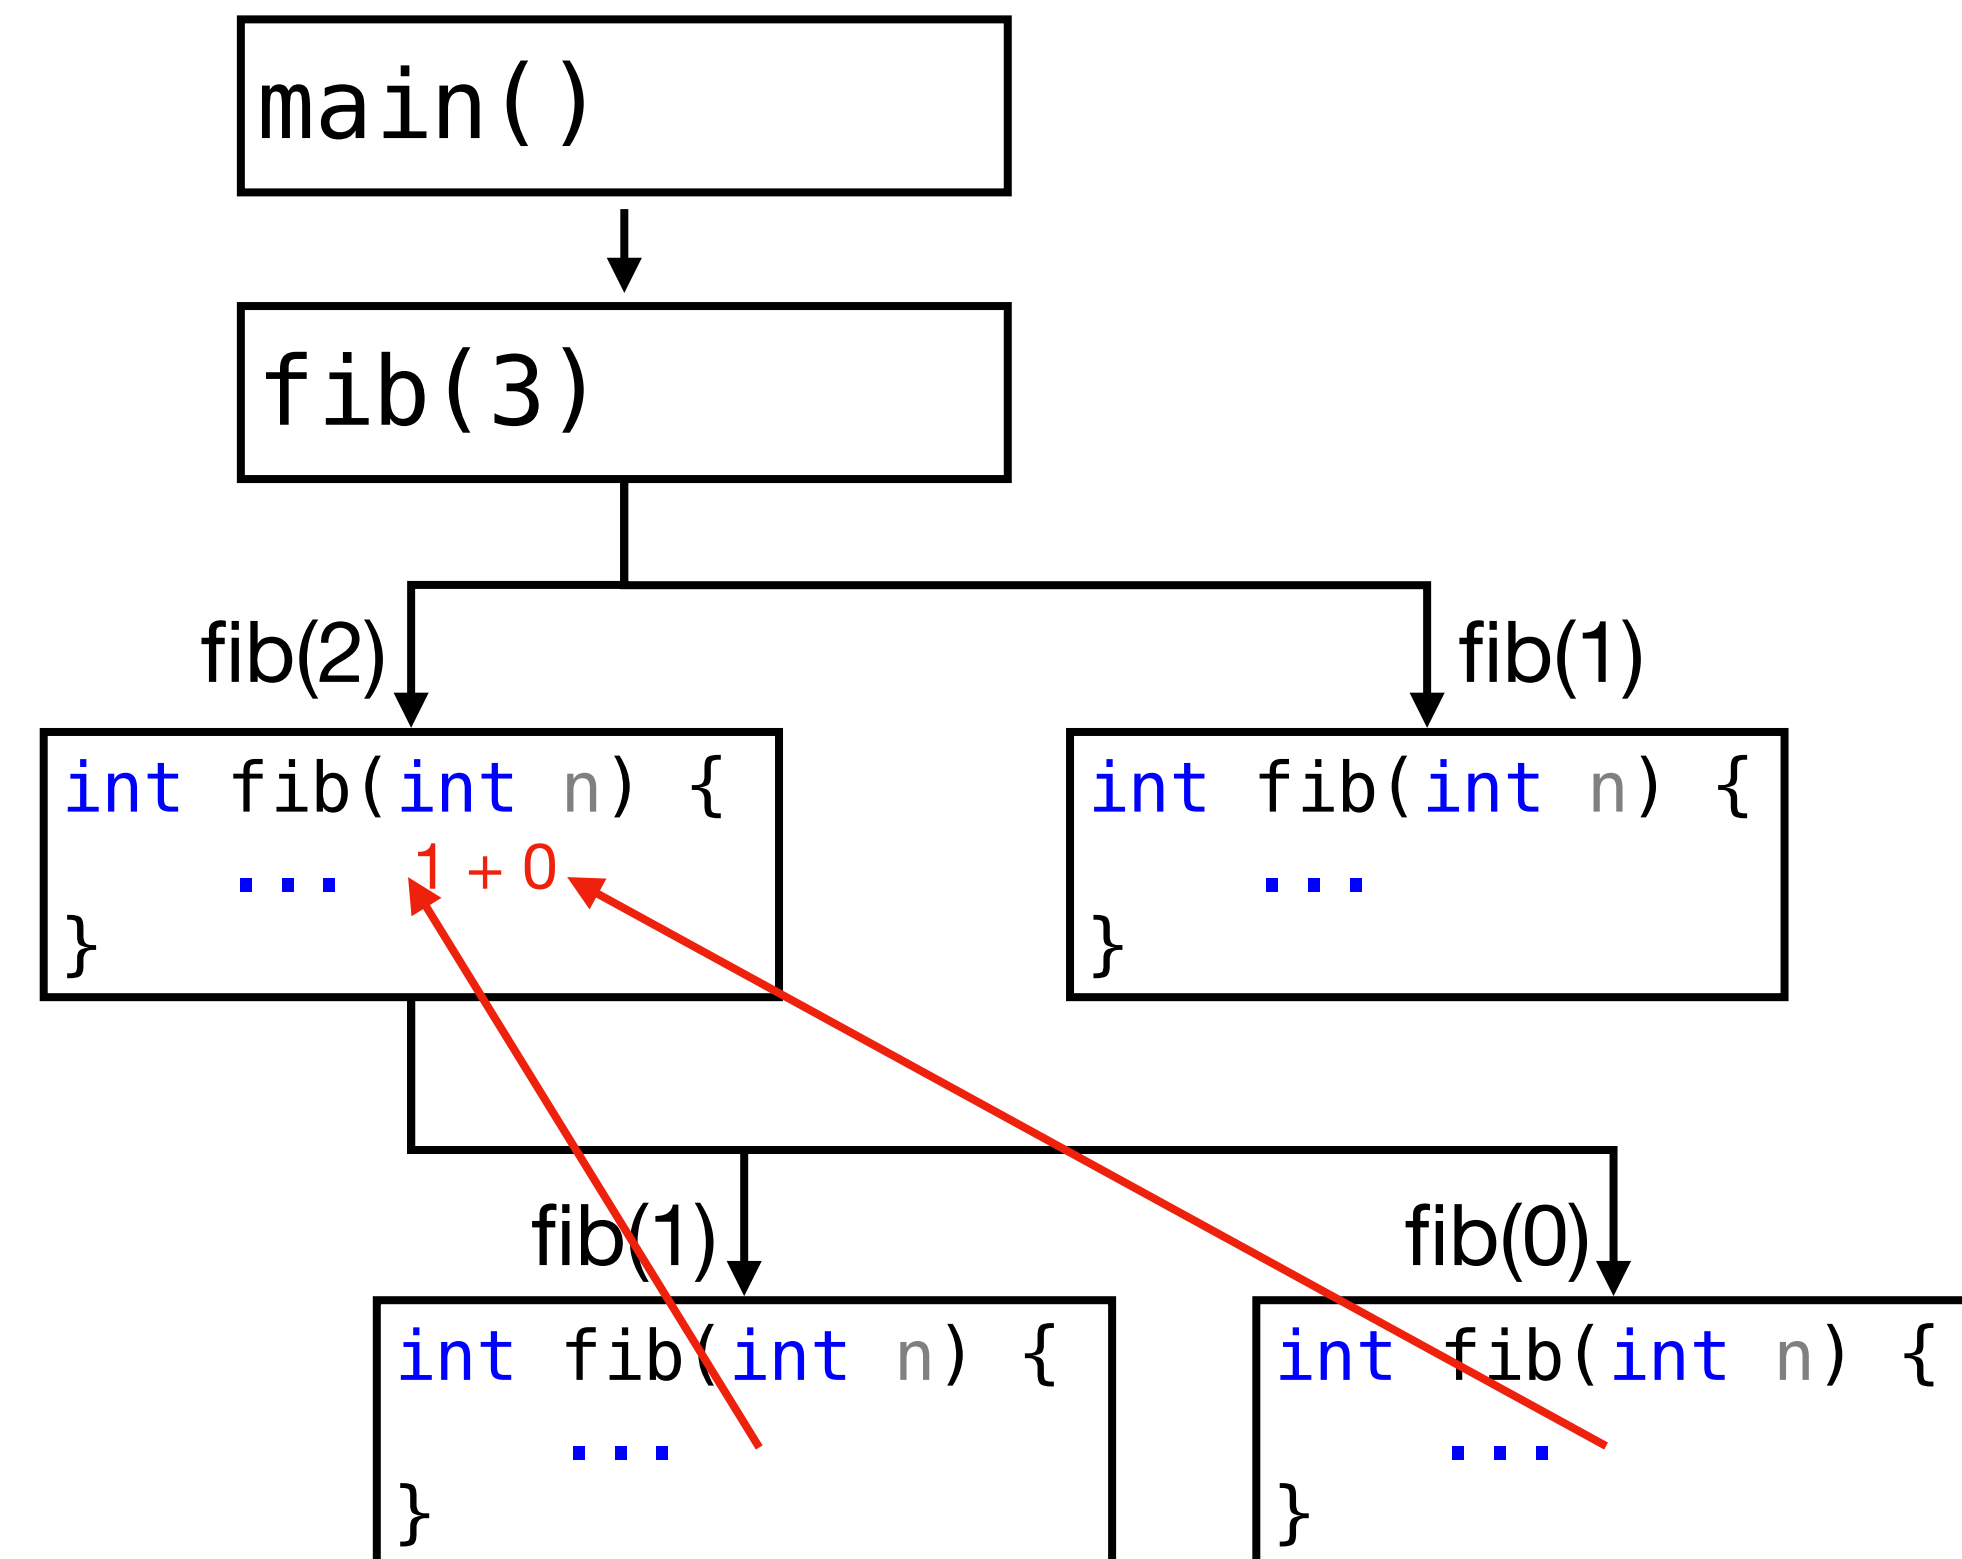 main()
fib(3)
fib(2)
fib(1)
int fib(int n) {
... 1 + 0
}
int fib(int n) {
...
}
fib(1)
fib(0)
int fib(int n) {
...
}
int fib(int n) {
...
}